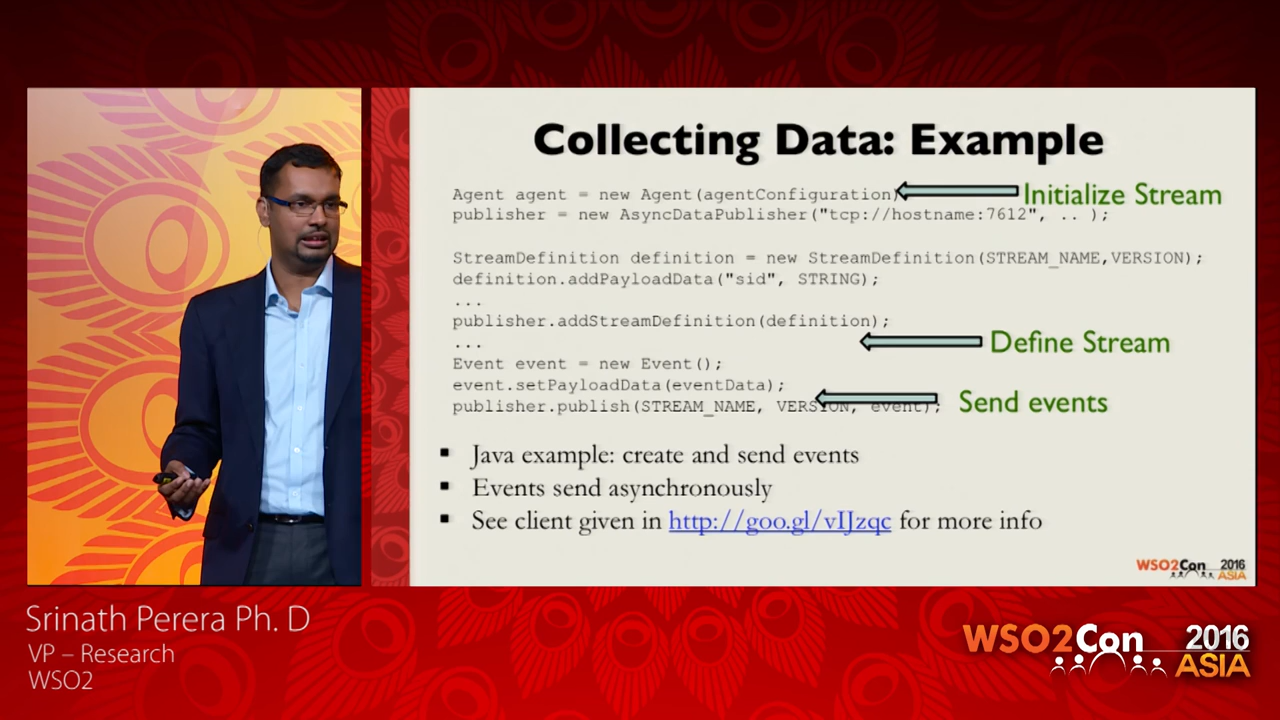 Collecting Data: Example
Agent agent = new Agent(agentConfiguration)
Initialize Stream
publisher = new AsyncDataPublisher("tcp://hostname:7612", .. );
StreamDefinition definition = new StreamDefinition(STREAM_NAME,VERSION);
definition.addPayloadData("sid", STRING);
...
publisher.addStreamDefinition(definition);
...
Define Stream
Event event = new Event();
event.setPayloadData(eventData);
publisher.publish(STREAM_NAME, VERSION, event);
Send events
▪ Java example: create and send events
▪ Events send asynchronously
▪ See client given in http://goo.gl/vIJzqc for more info
WSO2Con 2016
ASIA
Srinath Perera Ph. D
VP – Research
WSO2
WSO2Con 2016
ASIA